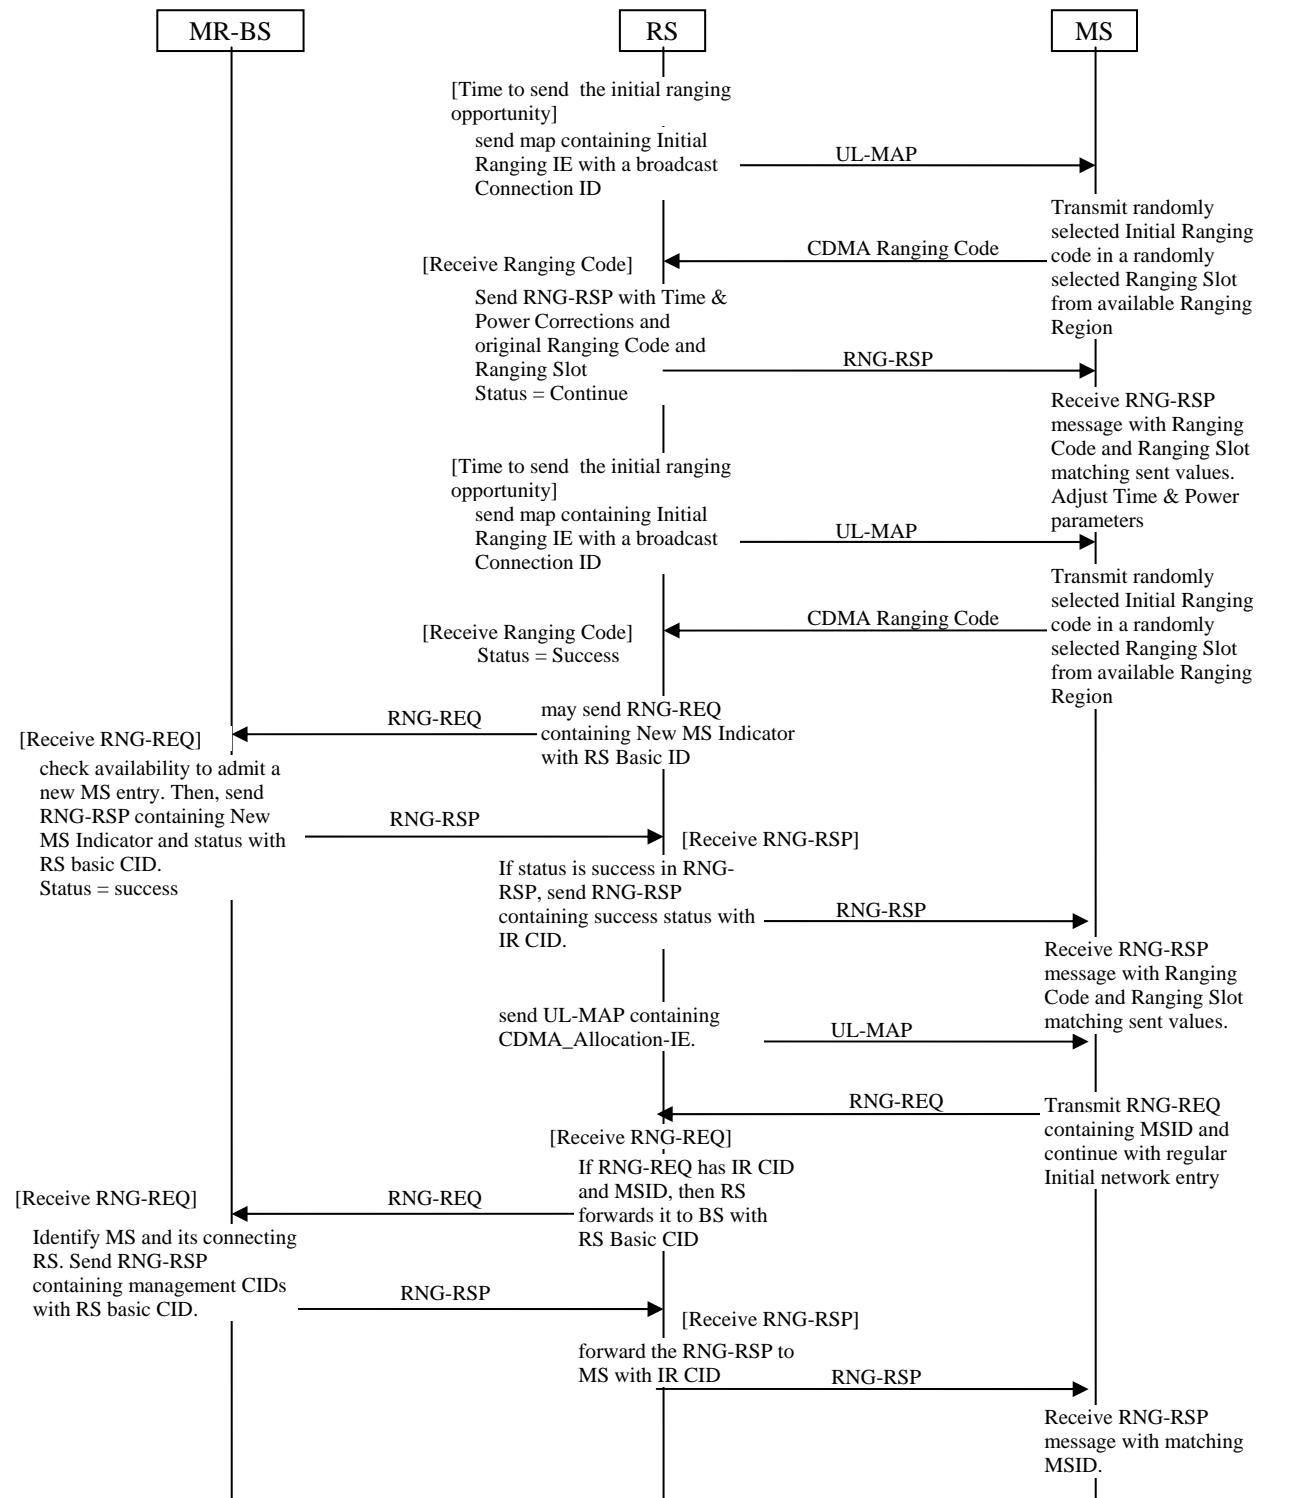 MR-BS
RS
MS
[Time to send  the initial ranging
opportunity]
send map containing Initial
Ranging IE with a broadcast
Connection ID
UL-MAP
Transmit randomly
selected Initial Ranging
code in a randomly
selected Ranging Slot
from available Ranging
Region
CDMA Ranging Code
[Receive Ranging Code]
Send RNG-RSP with Time &
Power Corrections and
original Ranging Code and
Ranging Slot
Status = Continue
RNG-RSP
Receive RNG-RSP
message with Ranging
Code and Ranging Slot
matching sent values.
Adjust Time & Power
parameters
[Time to send  the initial ranging
opportunity]
send map containing Initial
Ranging IE with a broadcast
Connection ID
UL-MAP
Transmit randomly
selected Initial Ranging
code in a randomly
selected Ranging Slot
from available Ranging
Region
CDMA Ranging Code
[Receive Ranging Code]
Status = Success
may send RNG-REQ
containing New MS Indicator
with RS Basic ID
RNG-REQ
[Receive RNG-REQ]
check availability to admit a
new MS entry. Then, send
RNG-RSP containing New
MS Indicator and status with
RS basic CID.
Status = success
RNG-RSP
[Receive RNG-RSP]
If status is success in RNG-
RSP, send RNG-RSP
containing success status with
IR CID.
RNG-RSP
Receive RNG-RSP
message with Ranging
Code and Ranging Slot
matching sent values.
send UL-MAP containing
CDMA_Allocation-IE.
UL-MAP
RNG-REQ
Transmit RNG-REQ
containing MSID and
continue with regular
Initial network entry
[Receive RNG-REQ]
If RNG-REQ has IR CID
and MSID, then RS
forwards it to BS with
RS Basic CID
RNG-REQ
[Receive RNG-REQ]
Identify MS and its connecting
RS. Send RNG-RSP
containing management CIDs
with RS basic CID.
RNG-RSP
[Receive RNG-RSP]
forward the RNG-RSP to
MS with IR CID
RNG-RSP
Receive RNG-RSP
message with matching
MSID.